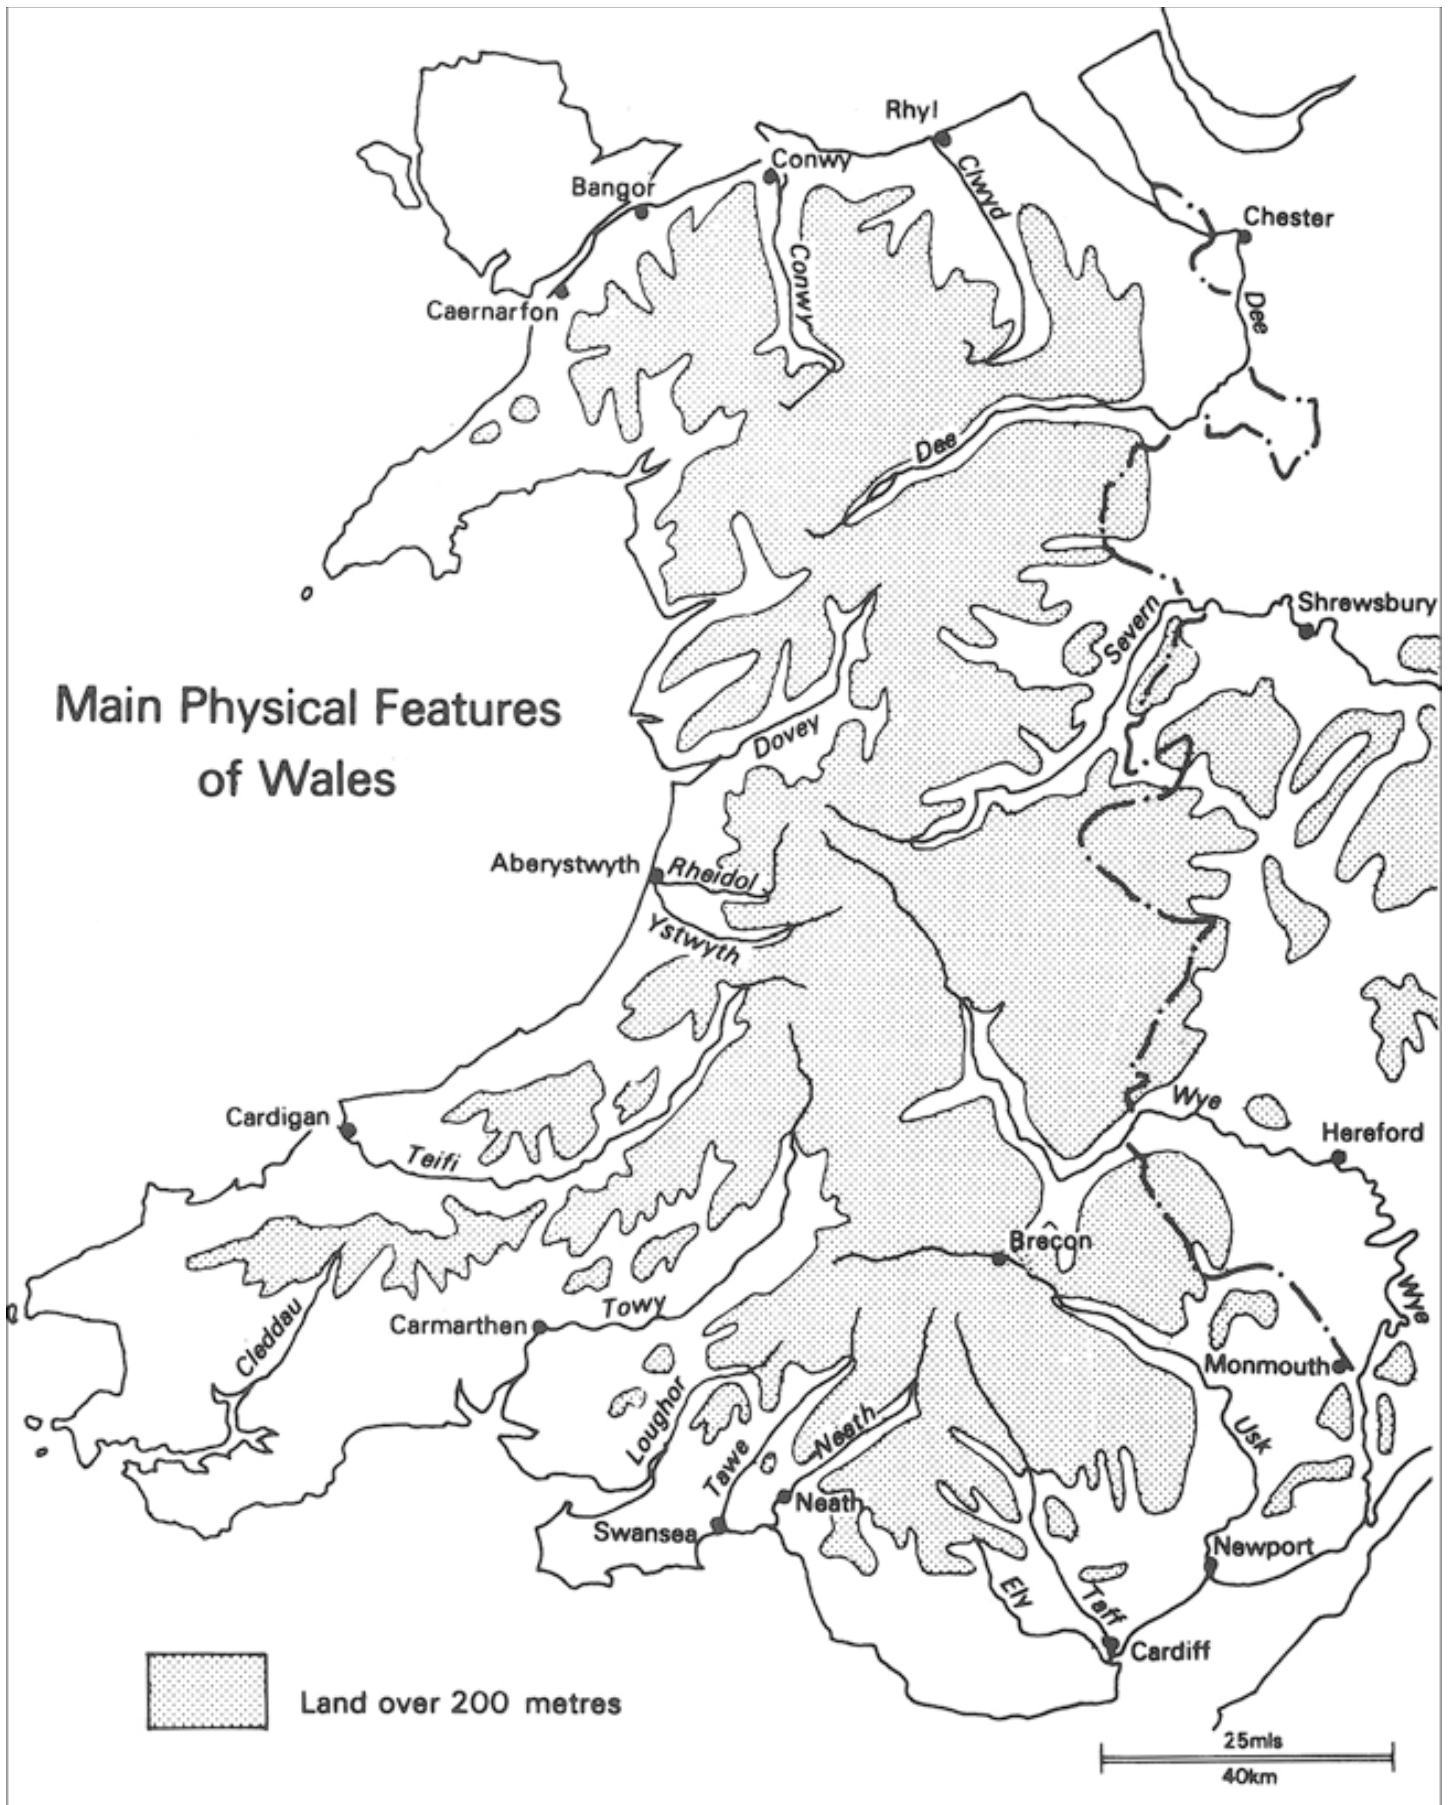 Rhyl
Conwy
Clwyd
Bangor
Chester
Conwy
Caernarfon
Dee
Dee
Severn
Shrewsbury
Main Physical Features
of Wales
Dovey
Aberystwyth
Rheidol
Ystwyth
Cardigan
Wye
Hereford
Teifi
Brecon
Wye
Towy
Carmarthen
Cleddau
Monmouth
Loughor
Usk
Neath
Tawe
Neath
Swansea
Newport
Ely
Taff
Cardiff
Land over 200 metres
25mls
40km